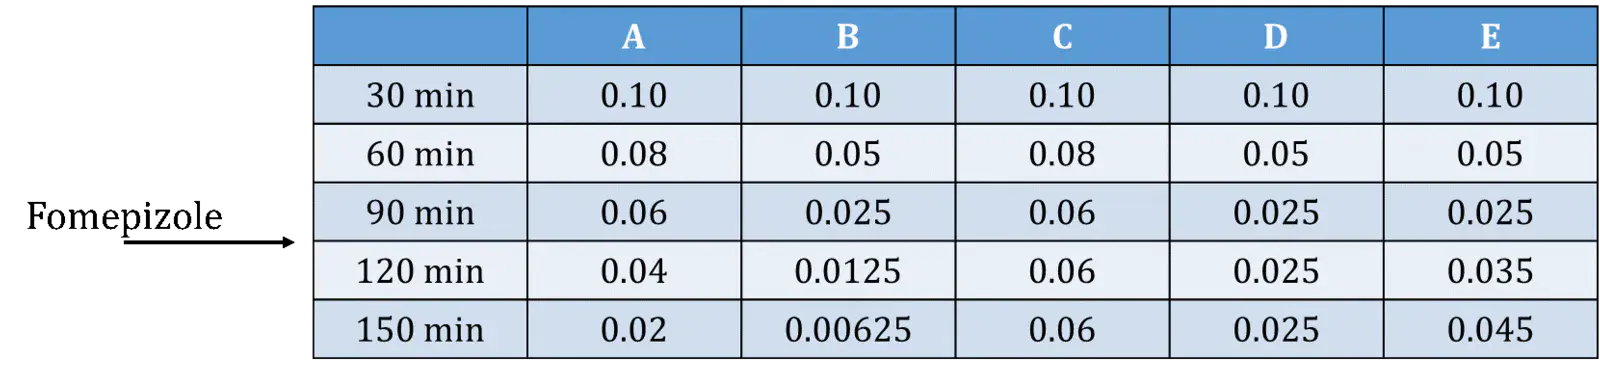 A B C D E
30 min 0.10 0.10 0.10 0.10 0.10
60 min 0.08 0.05 0.08 0.05 0.05
90 min 0.06 0.025 0.06 0.025 0.025
Fomepizole
120 min 0.04 0.0125 0.06 0.025 0.035
150 min 0.02 0.00625 0.06 0.025 0.045